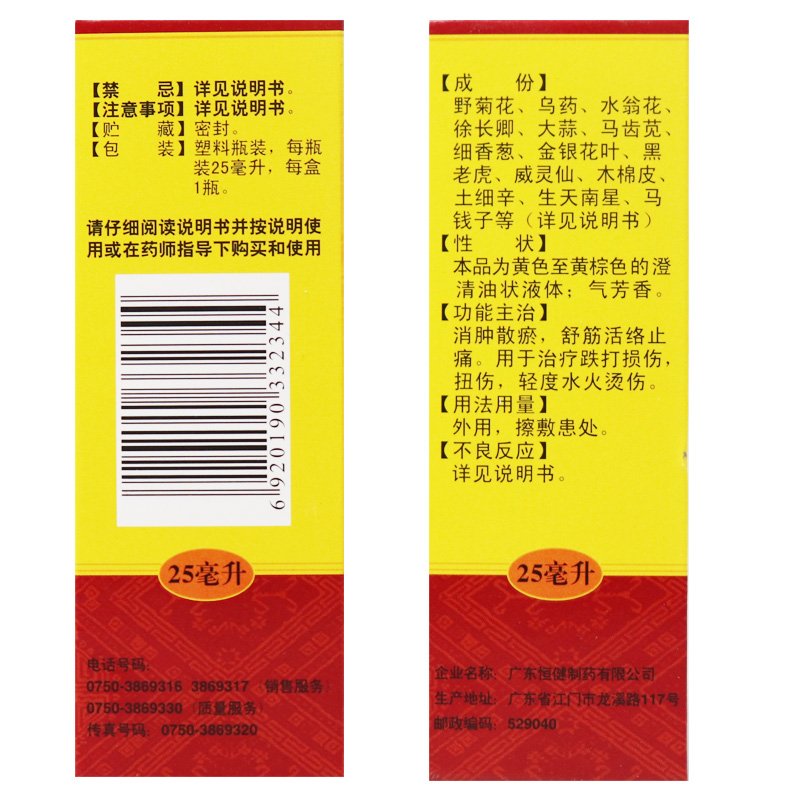 【禁　　忌】详见说明书。
【注意事项】详见说明书。
【贮　　藏】密封。
【包　　装】塑料瓶装，每瓶
装25毫升，每盒
1瓶。
请仔细阅读说明书并按说明使
用或在药师指导下购买和使用
6920190332344
25毫升
电话号码：
0750-3869316 3869317（销售服务）
0750-3869330（质量服务）
传真号码：0750-3869320
【成　　份】
野菊花、乌药、水翁花、
徐长卿、大蒜、马齿苋、
细香葱、金银花叶、黑
老虎、威灵仙、木棉皮、
土细辛、生天南星、马
钱子等（详见说明书）
【性　　状】
本品为黄色至黄棕色的澄
清油状液体；气芳香。
【功能主治】
消肿散瘀，舒筋活络止
痛。用于治疗跌打损伤，
扭伤，轻度水火烫伤。
【用法用量】
外用，擦敷患处。
【不良反应】
详见说明书。
25毫升
企业名称：广东恒健制药有限公司
生产地址：广东省江门市龙溪路117号
邮政编码：529040